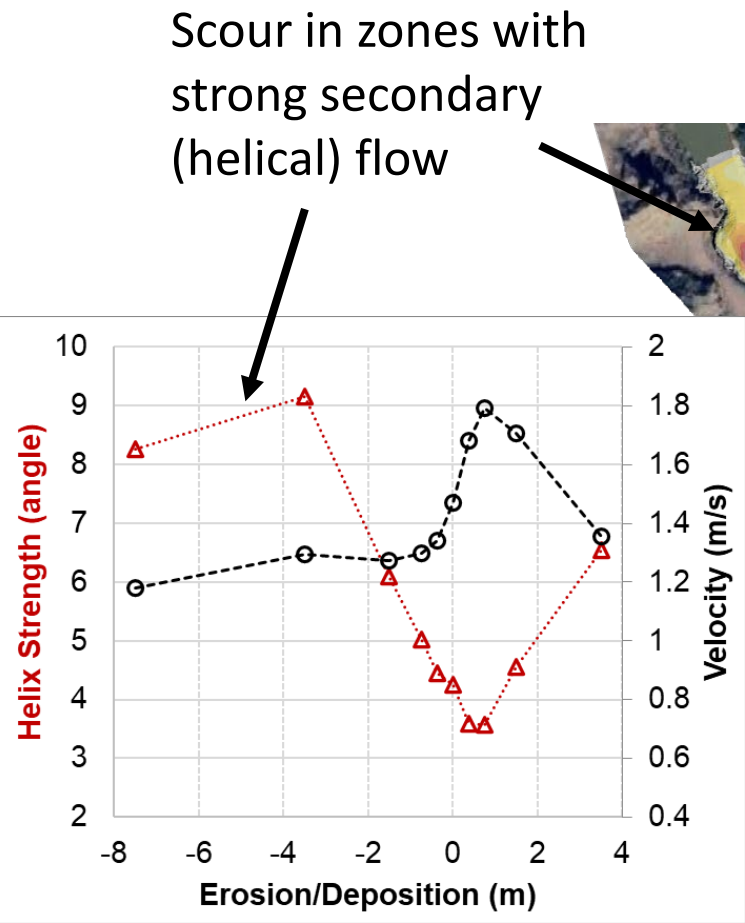 Scour in zones with
strong secondary
(helical) flow
10
9
8
7
6
5
4
3
2
Helix Strength (angle)
2
1.8
1.6
1.4
1.2
1
0.8
0.6
0.4
Velocity (m/s)
-8 -6 -4 -2 0 2 4
Erosion/Deposition (m)